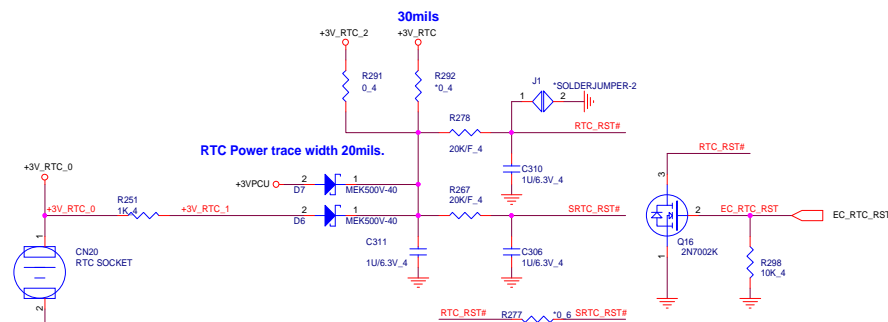 30mils
+3V_RTC_2
+3V_RTC
R291
0_4
R292
*0_4
J1
*SOLDERJUMPER-2
1
2
R278
20K/F_4
RTC_RST#
RTC Power trace width 20mils.
C310
1U/6.3V_4
RTC_RST#
+3V_RTC_0
+3VPCU
2
D7
1
MEK500V-40
R267
20K/F_4
3
R251
1K_4
+3V_RTC_0
+3V_RTC_1
2
D6
1
MEK500V-40
SRTC_RST#
2
EC_RTC_RST
EC_RTC_RST
1
CN20
RTC SOCKET
2
C311
1U/6.3V_4
C306
1U/6.3V_4
Q16
2N7002K
1
R298
10K_4
RTC_RST#
R277
*0_6
SRTC_RST#